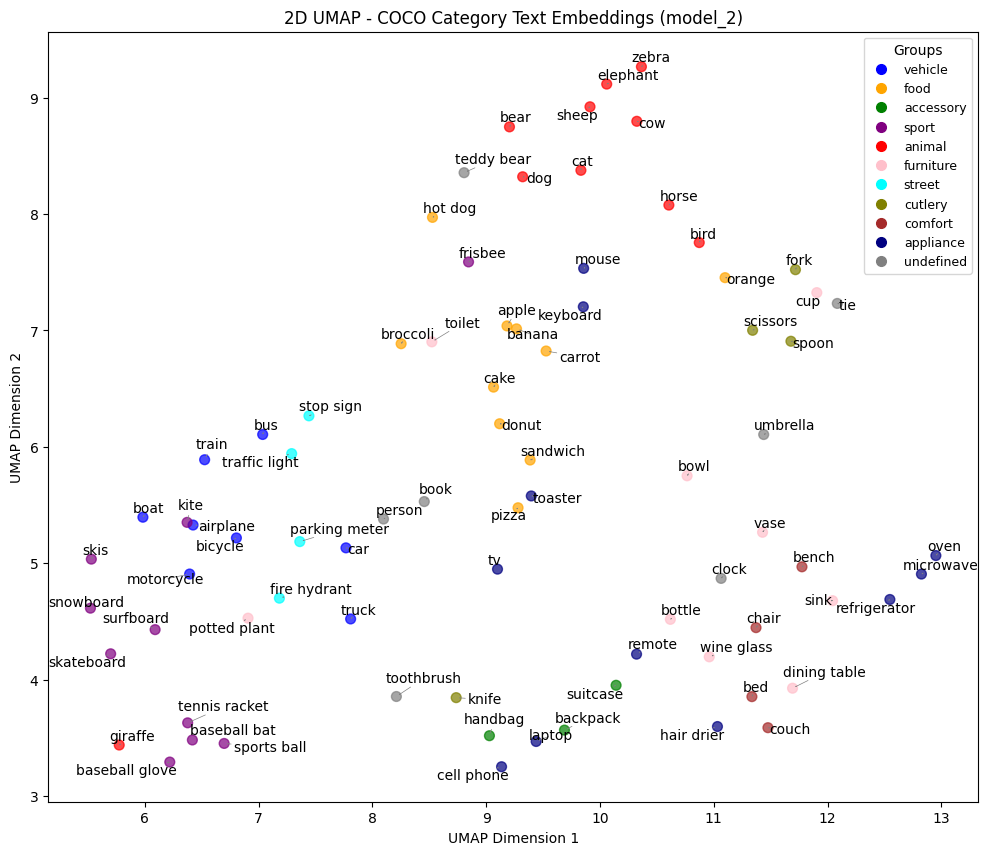 2D UMAP - COCO Category Text Embeddings (model_2)
Groups
vehicle
food
accessory
sport
animal
furniture
street
cutlery
comfort
appliance
undefined
zebra
elephant
sheep
cow
bear
teddy bear
cat
dog
hot dog
horse
bird
frisbee
mouse
fork
orange
cup
tie
keyboard
apple
toilet
banana
scissors
broccoli
carrot
spoon
cake
stop sign
donut
bus
umbrella
train
traffic light
sandwich
bowl
book
toaster
person
pizza
boat
kite
airplane
bicycle
parking meter
car
vase
skis
tv
bench
oven
microwave
motorcycle
clock
snowboard
fire hydrant
sink
refrigerator
surfboard
potted plant
truck
bottle
chair
skateboard
remote
wine glass
toothbrush
dining table
knife
suitcase
bed
tennis racket
handbag
backpack
hair drier
couch
giraffe
baseball bat
sports ball
laptop
baseball glove
cell phone
9
8
7
6
5
4
3
UMAP Dimension 2
6
7
8
9
10
11
12
13
UMAP Dimension 1